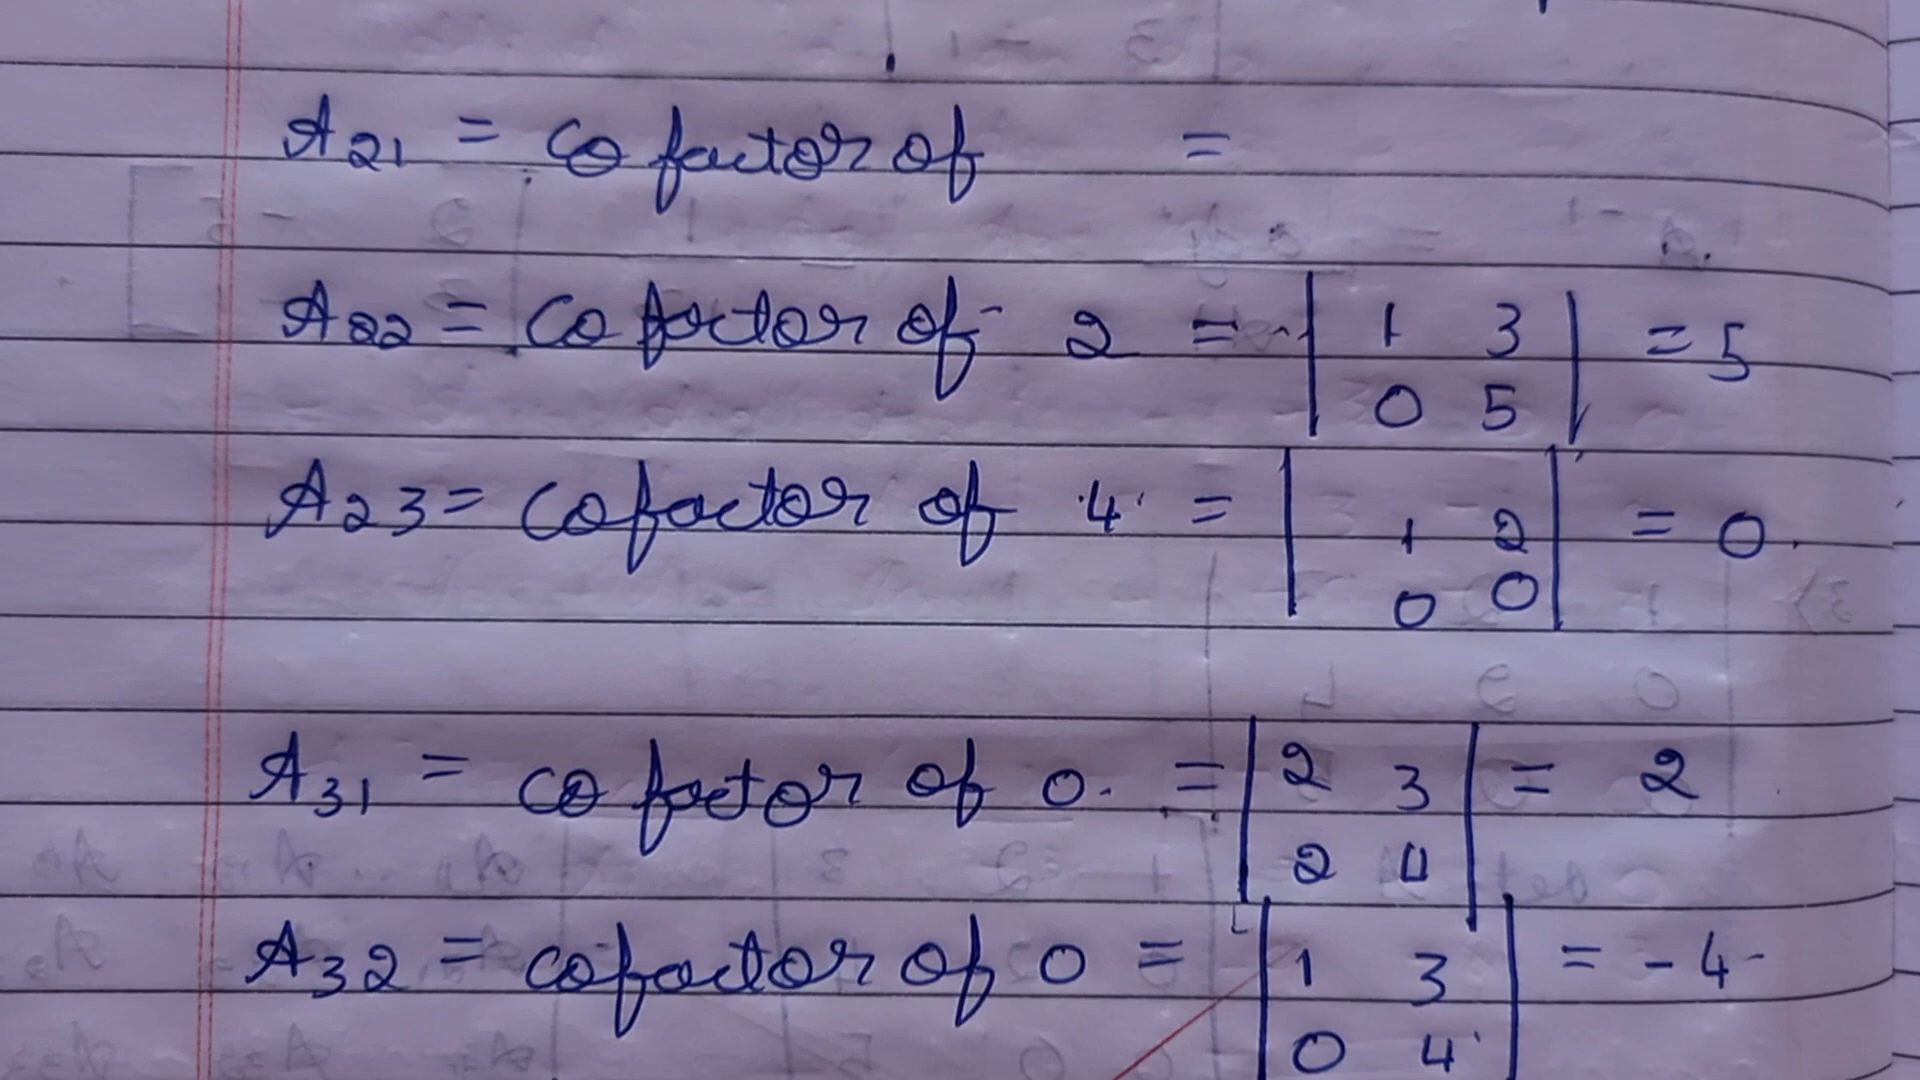 A21 = cofactor of =
A22 = cofactor of 2 = - | 1 3 | = 5
0 5
A23 = cofactor of 4 = | 1 2 | = 0.
0 0
A31 = cofactor of 0. = | 2 3 | = 2
2 4
A32 = cofactor of 0 = | 1 3 | = -4
0 4